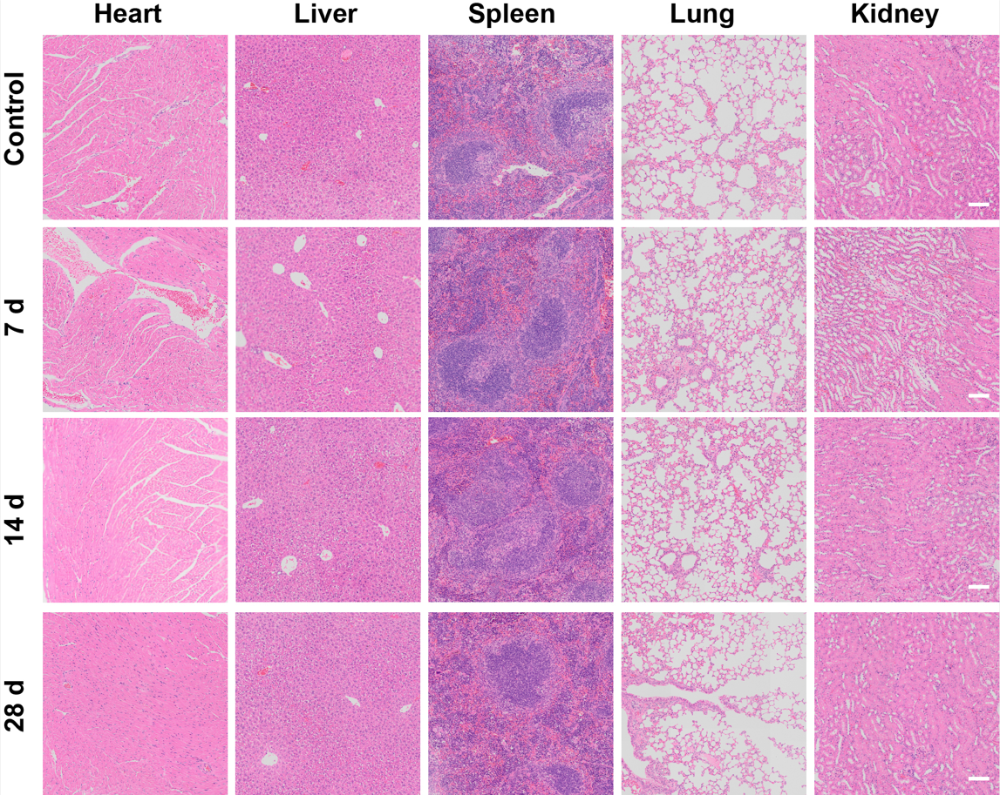 Heart Liver Spleen Lung Kidney
Control
7 d
14 d
28 d